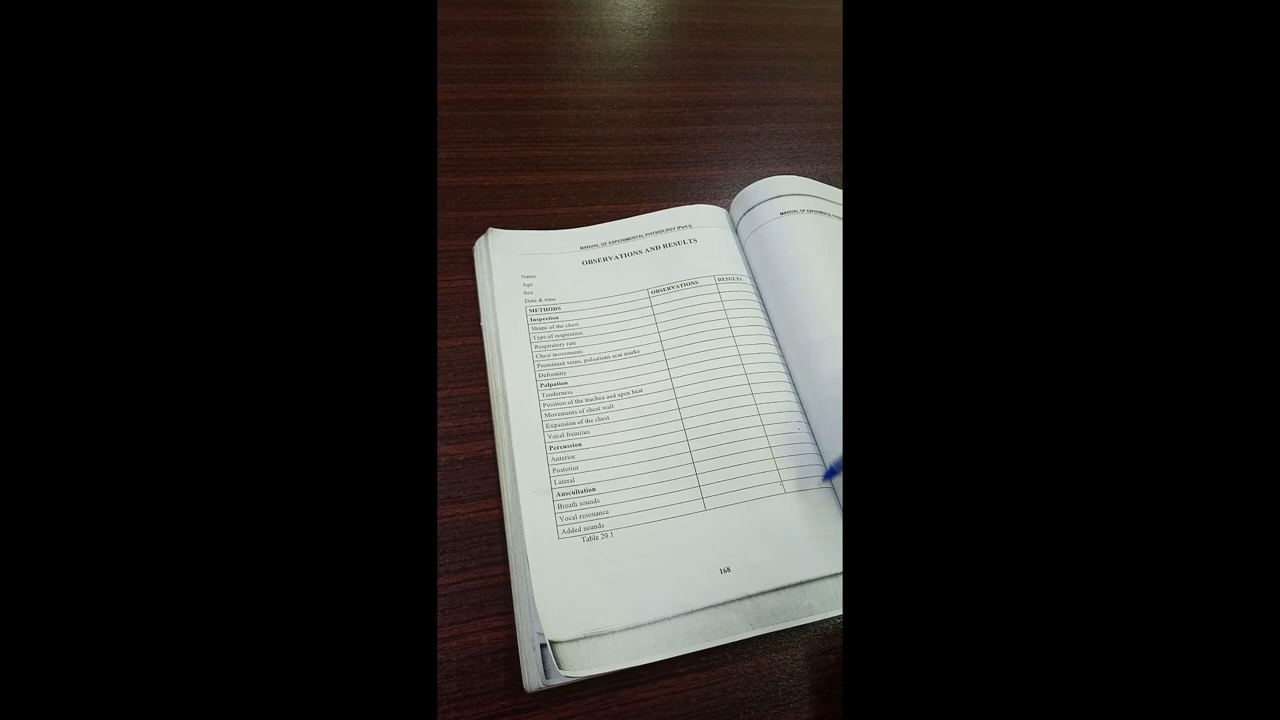 MANUAL OF EXPERIMENTAL PHYSIOLOGY (Part-I)
OBSERVATIONS AND RESULTS
Name
Age
Sex
Date & time
METHODS OBSERVATIONS RESULTS
Inspection
Shape of the chest
Type of respiration
Respiratory rate
Chest movements
Prominent veins, pulsations scar marks
Deformity
Palpation
Tenderness
Position of the trachea and apex beat
Movements of chest wall
Expansion of the chest
Vocal fremitus
Percussion
Anterior
Posterior
Lateral
Auscultation
Breath sounds
Vocal resonance
Added sounds
Table 20.1
168
MANUAL OF EXPERIMENTAL